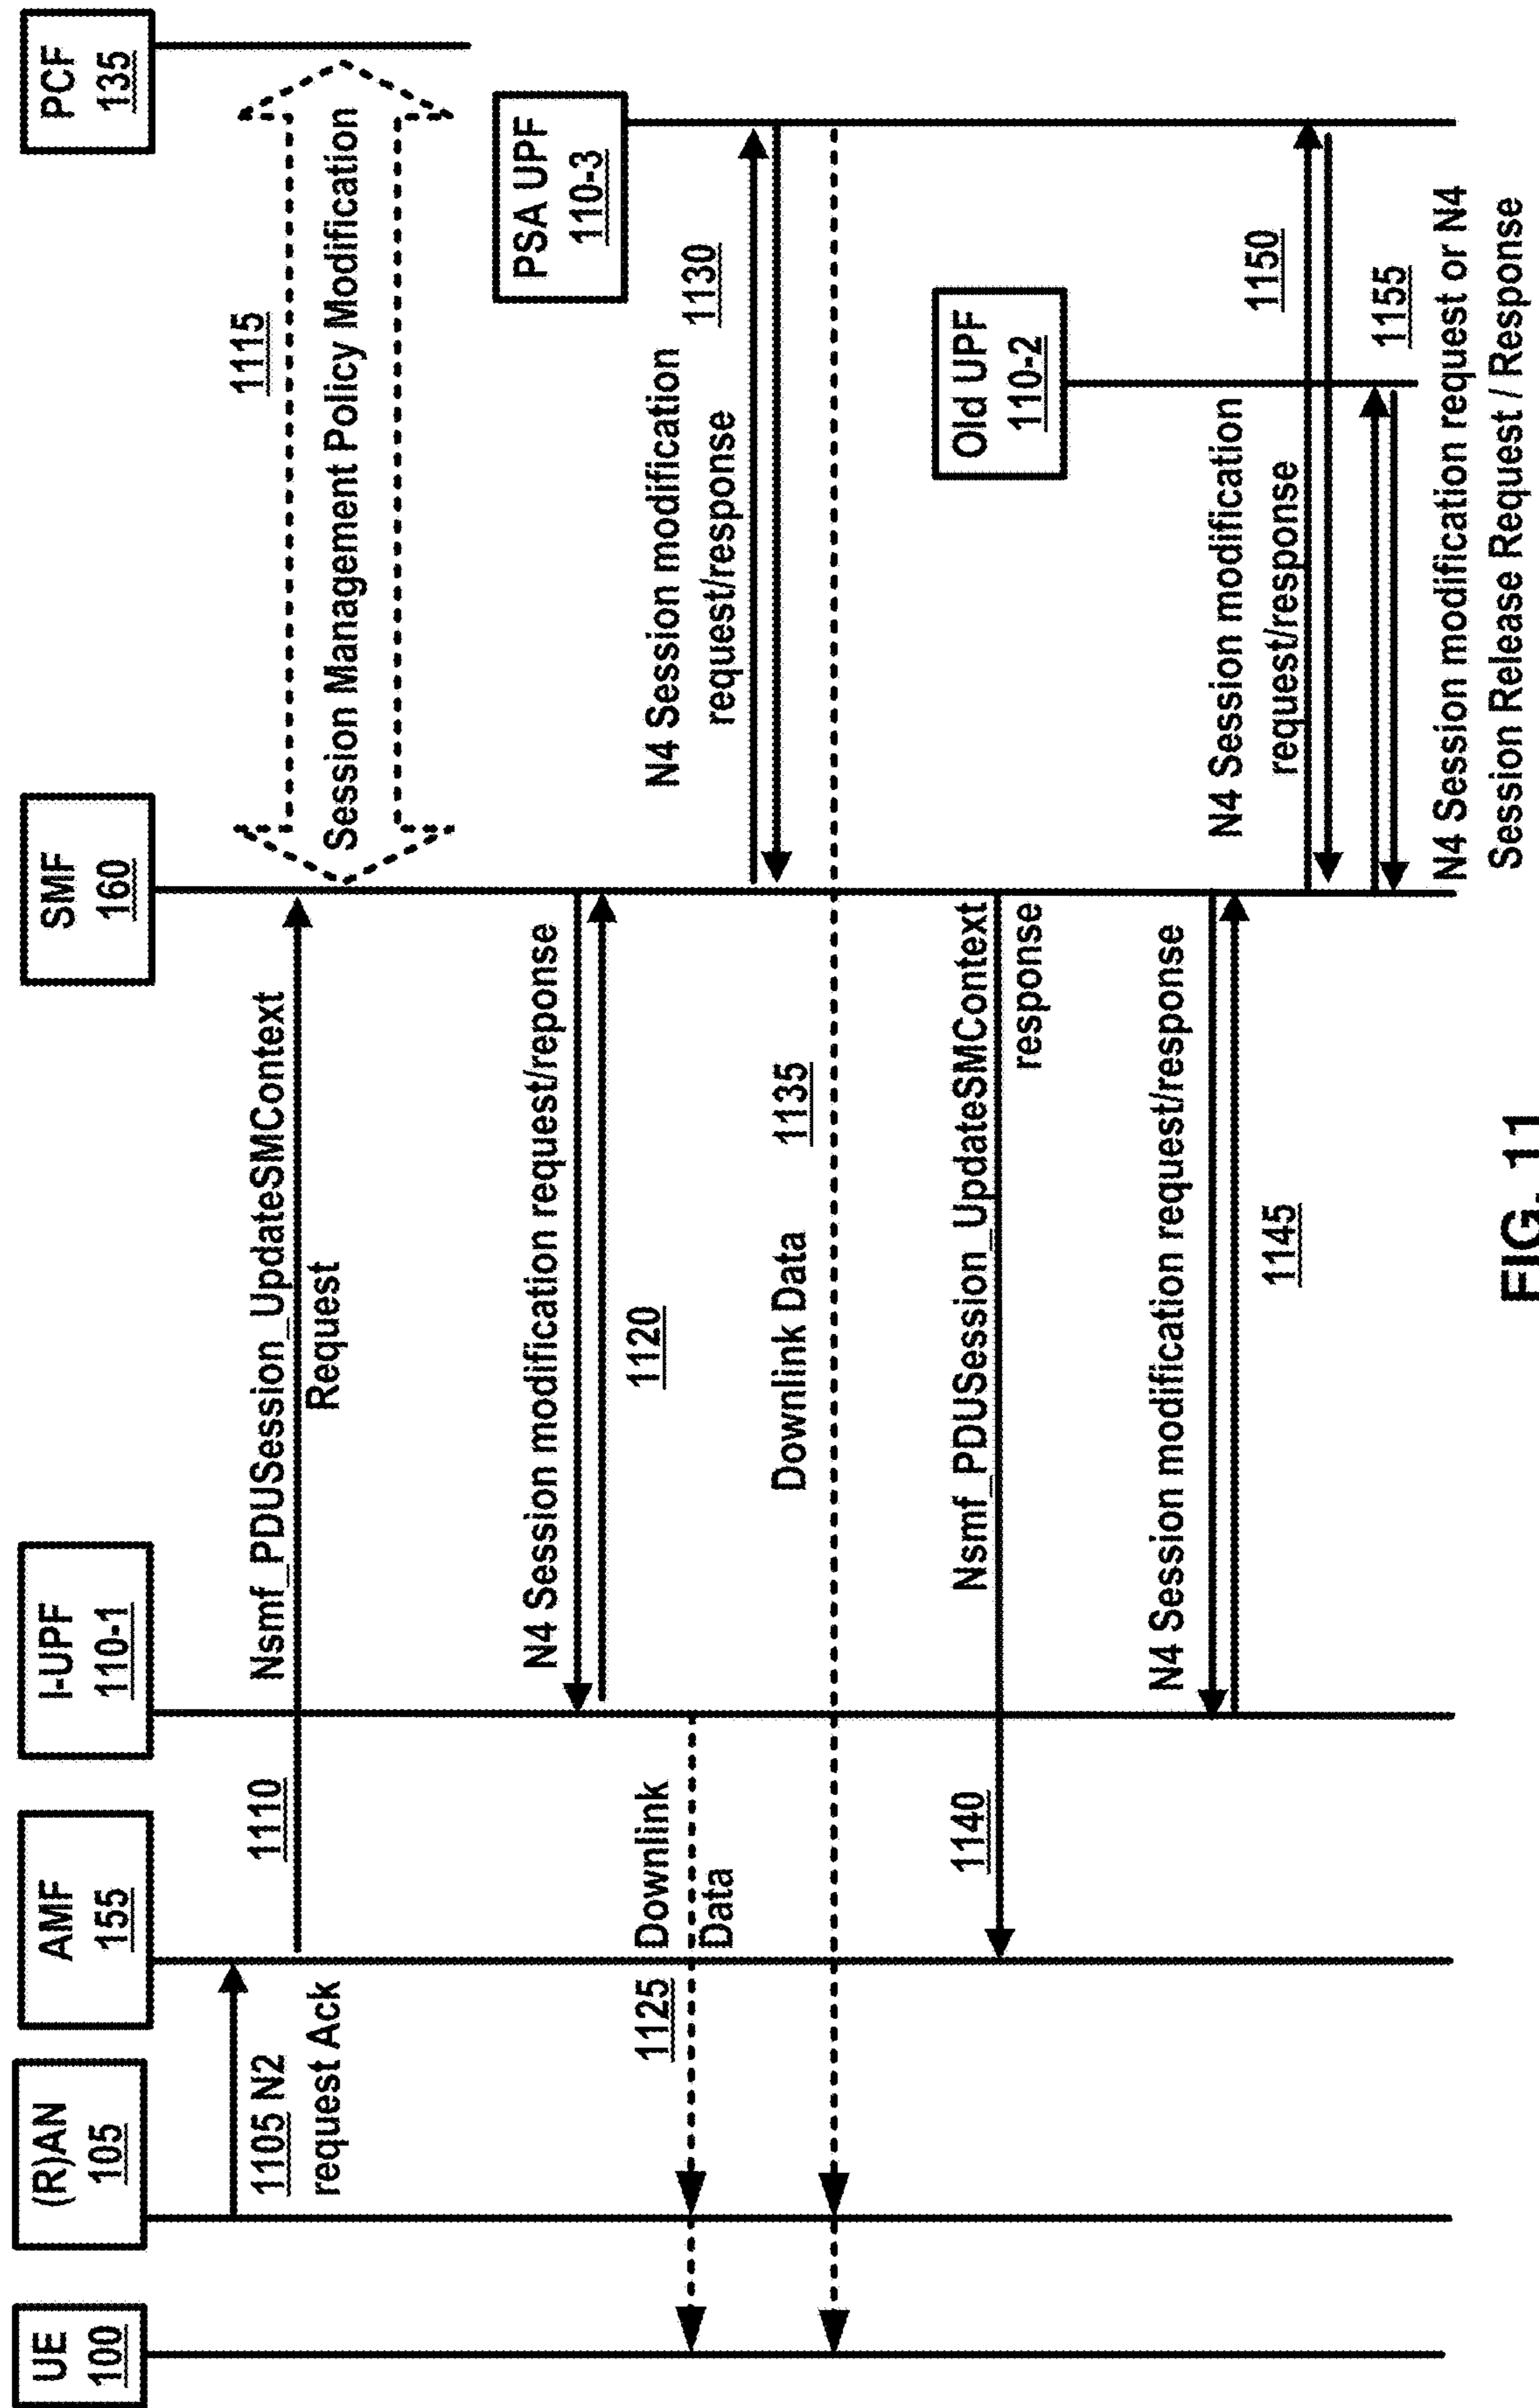 UE
100
(R)AN
105
AMF
155
I-UPF
110-1
SMF
160
PCF
135
1105 N2
request Ack
1110
Nsmf_PDUSession_UpdateSMContext
Request
1115
Session Management Policy Modification
N4 Session modification request/reponse
1120
PSA UPF
110-3
1125
Downlink
Data
N4 Session modification
request/response
1130
Downlink Data
1135
1140
Nsmf_PDUSession_UpdateSMContext
response
Old UPF
110-2
N4 Session modification request/response
1145
N4 Session modification
request/response
1150
1155
N4 Session modification request or N4
Session Release Request / Response
FIG. 11